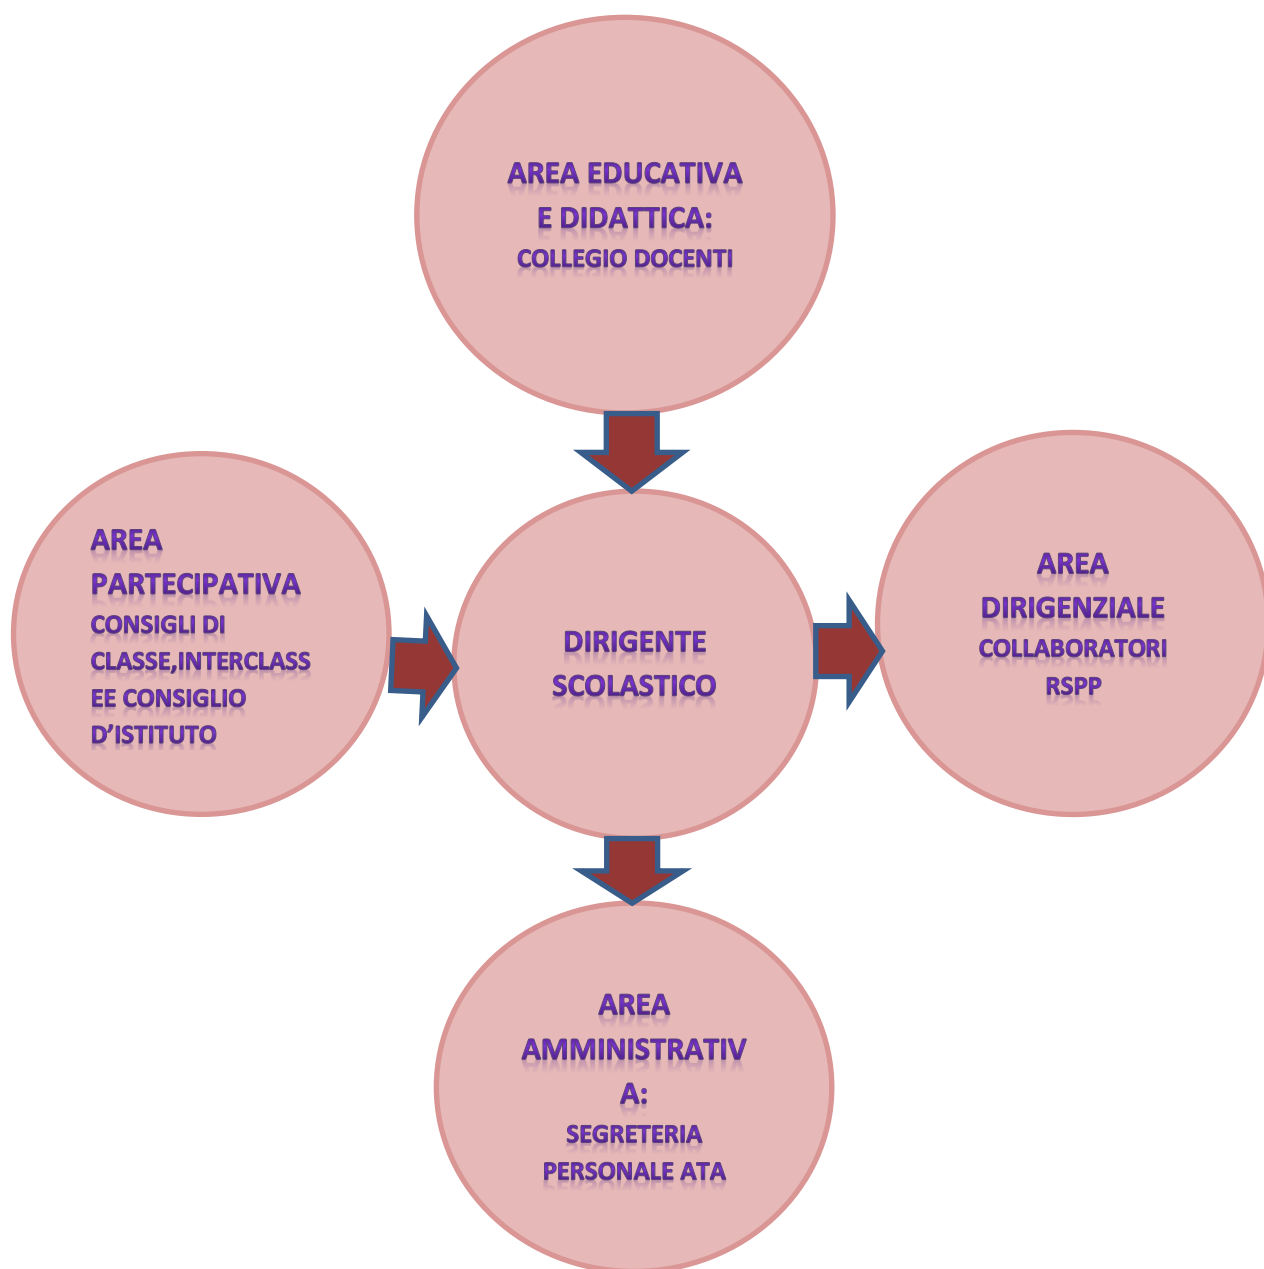 AREA EDUCATIVA
E DIDATTICA:
COLLEGIO DOCENTI
AREA
PARTECIPATIVA
CONSIGLI DI
CLASSE,INTERCLASS
EE CONSIGLIO
D’ISTITUTO
DIRIGENTE
SCOLASTICO
AREA
DIRIGENZIALE
COLLABORATORI
RSPP
AREA
AMMINISTRATIV
A:
SEGRETERIA
PERSONALE ATA